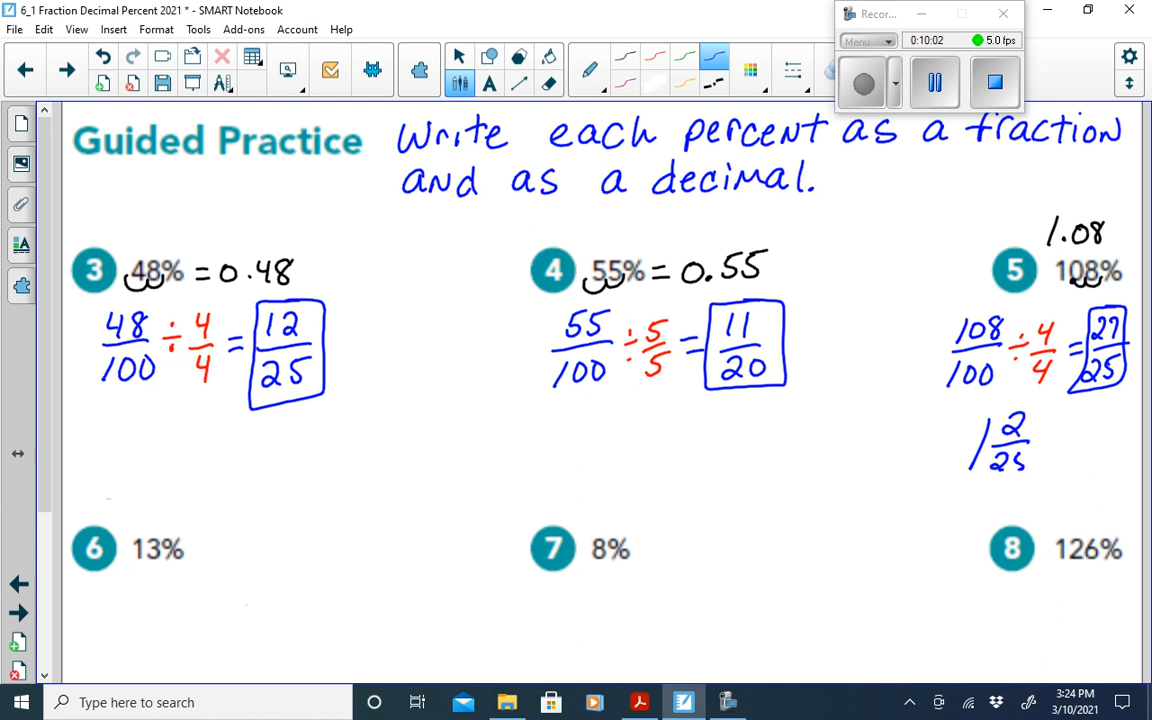 6_1 Fraction Decimal Percent 2021 * - SMART Notebook
Recor...
File Edit View Insert Format Tools Add-ons Account Help
Menu 0:10:02 5.0 fps
Guided Practice Write each percent as a fraction
and as a decimal.
1.08
3 48% = 0.48 4 55% = 0.55 5 108%
48/100 ÷ 4/4 = 12/25 55/100 ÷ 5/5 = 11/20 108/100 ÷ 4/4 = 27/25
1 2/25
6 13% 7 8% 8 126%
Type here to search
3:24 PM
3/10/2021